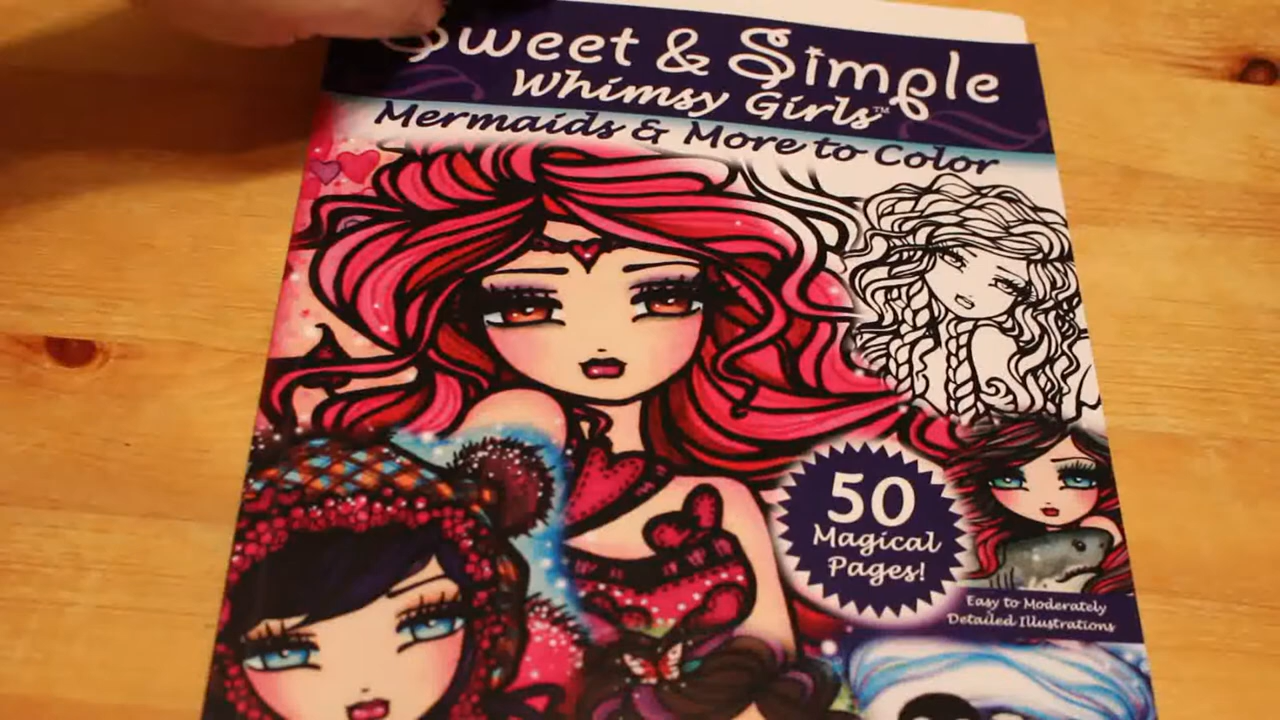 Sweet & Simple
Whimsy Girls™
Mermaids & More to Color
50
Magical
Pages!
Easy to Moderately
Detailed Illustrations